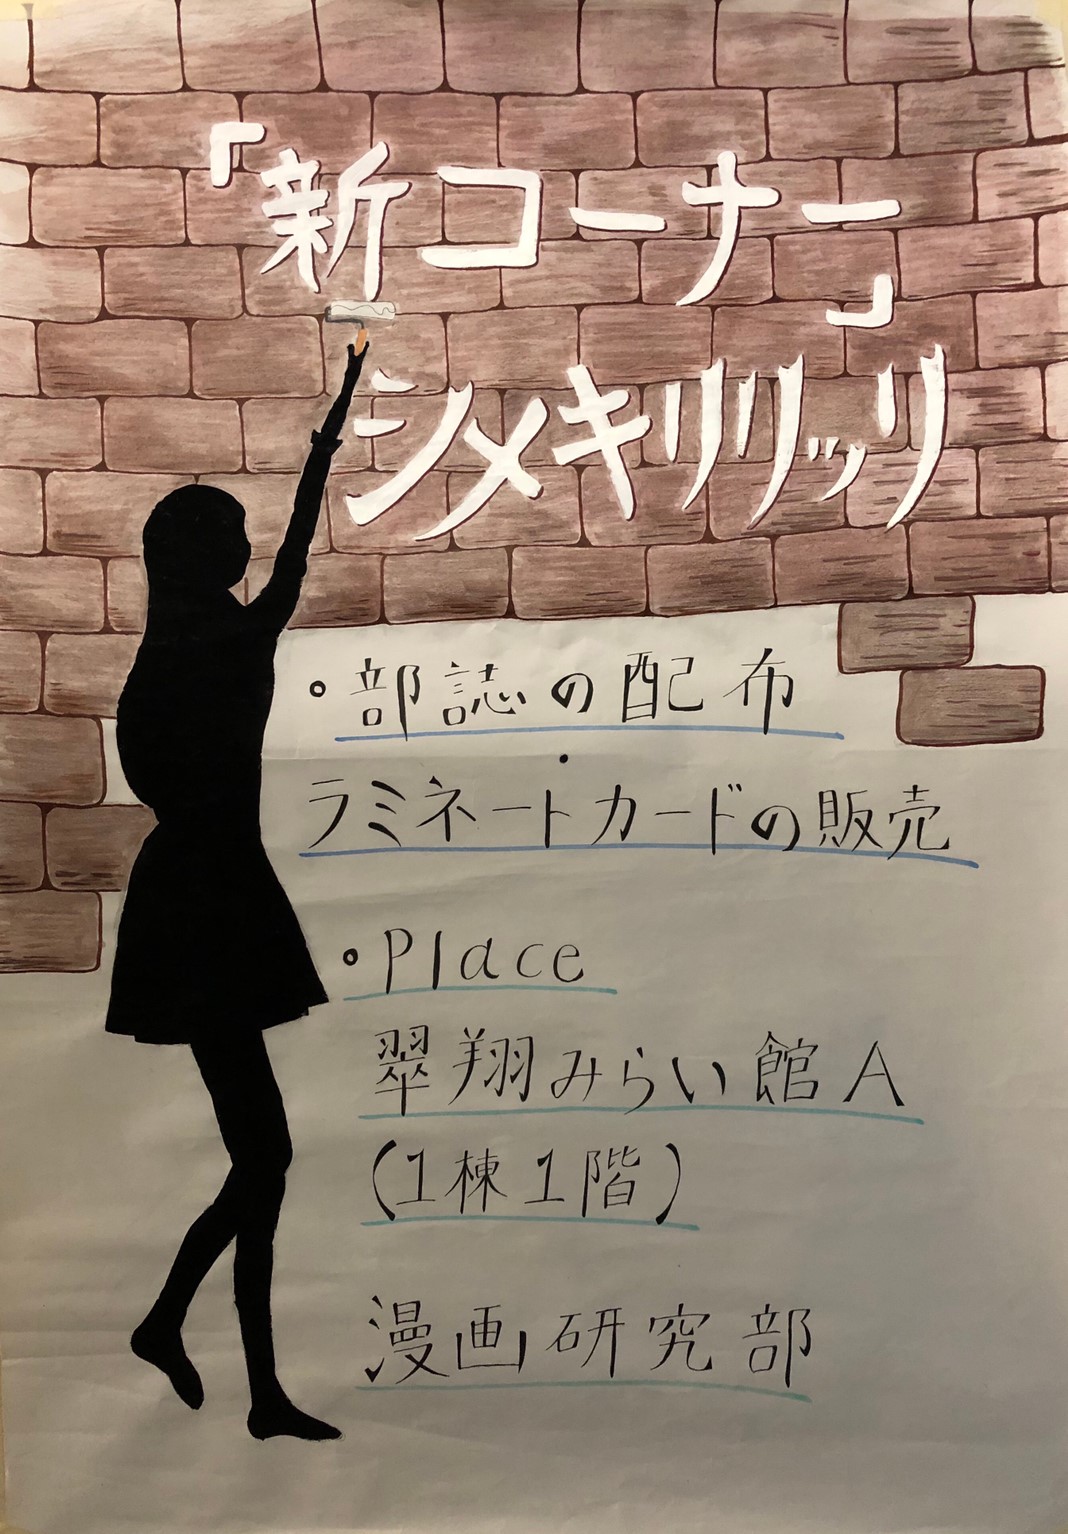 「新コーナー」
シメキリリッリ
・部誌の配布
・
ラミネートカードの販売
・Place
翠翔みらい館A
(1棟1階)
漫画研究部